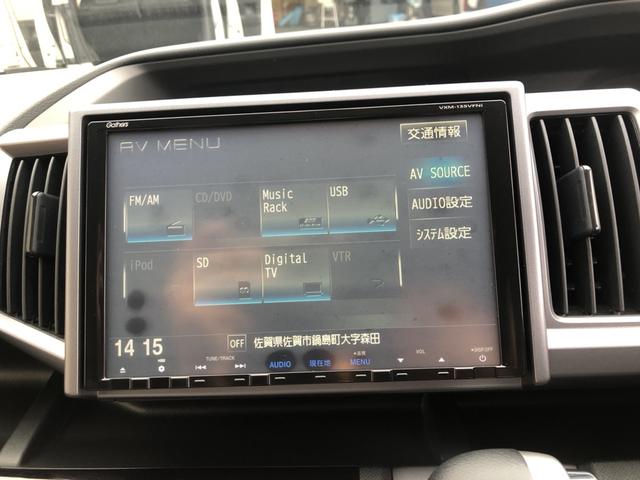 Gathers
VXM-155VFNi
AV MENU
交通情報
FM/AM
CD/DVD
Music Rack
USB
AV SOURCE
AUDIO設定
システム設定
iPod
SD
Digital TV
VTR
14 15
OFF
佐賀県佐賀市鍋島町大字森田
TUNE/TRACK
AUDIO
現在地
MENU
VOL